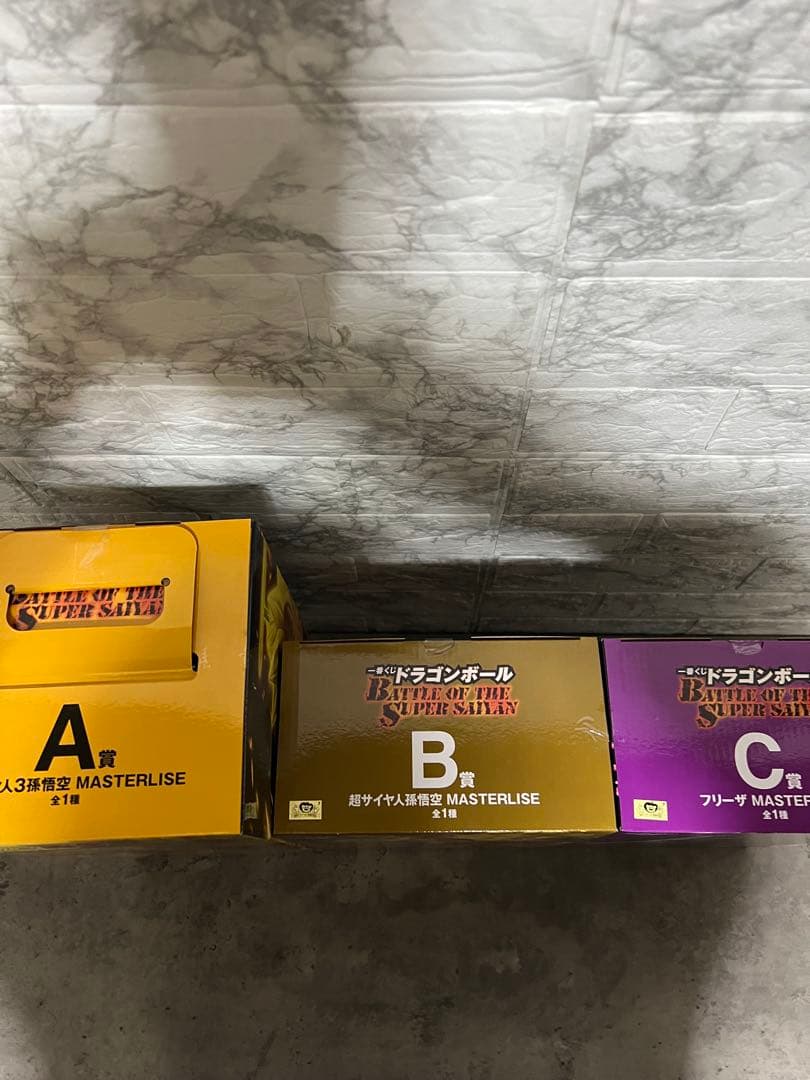 BATTLE OF THE
SUPER SAIYAN
A賞
人3孫悟空 MASTERLISE
全1種
一番くじ ドラゴンボール
BATTLE OF THE
SUPER SAIYAN
B賞
超サイヤ人孫悟空 MASTERLISE
全1種
一番くじ ドラゴンボー
BATTLE OF TH
SUPER SAIY
C賞
フリーザ MASTER
全1種